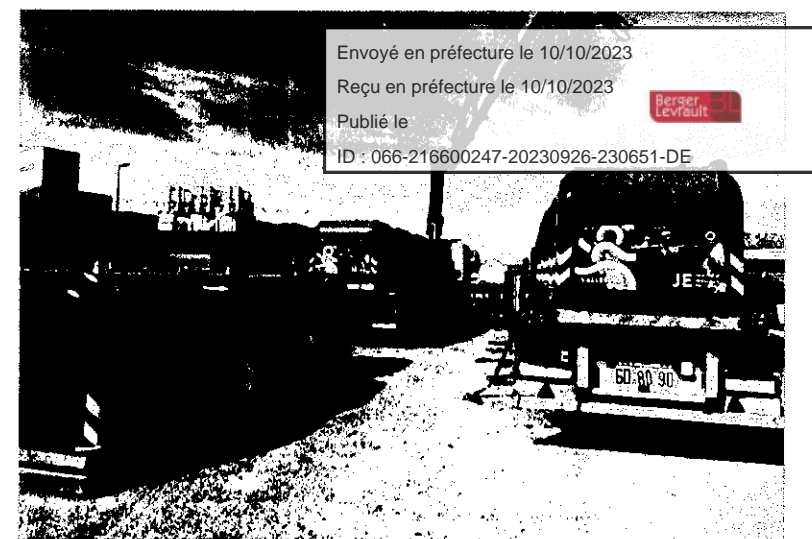 Envoyé en préfecture le 10/10/2023
Reçu en préfecture le 10/10/2023
Publié le
Berger
Levrault
ID : 066-216600247-20230926-230651-DE
JE
60 80 90